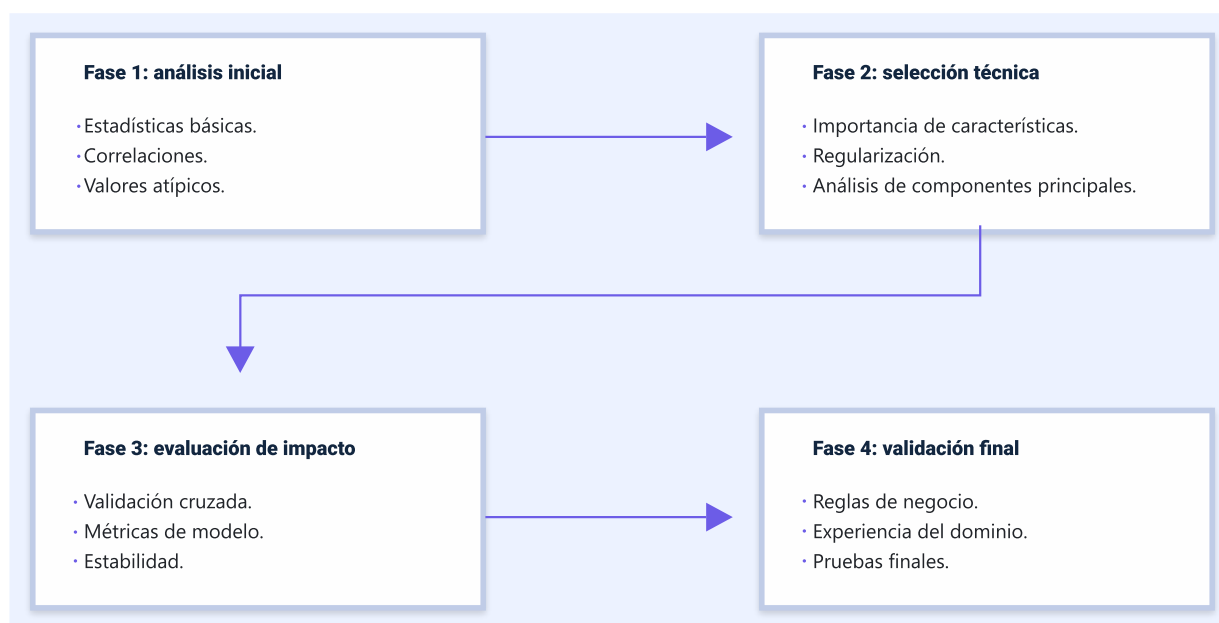 Fase 1: análisis inicial
· Estadísticas básicas.
· Correlaciones.
· Valores atípicos.
Fase 2: selección técnica
· Importancia de características.
· Regularización.
· Análisis de componentes principales.
Fase 3: evaluación de impacto
· Validación cruzada.
· Métricas de modelo.
· Estabilidad.
Fase 4: validación final
· Reglas de negocio.
· Experiencia del dominio.
· Pruebas finales.